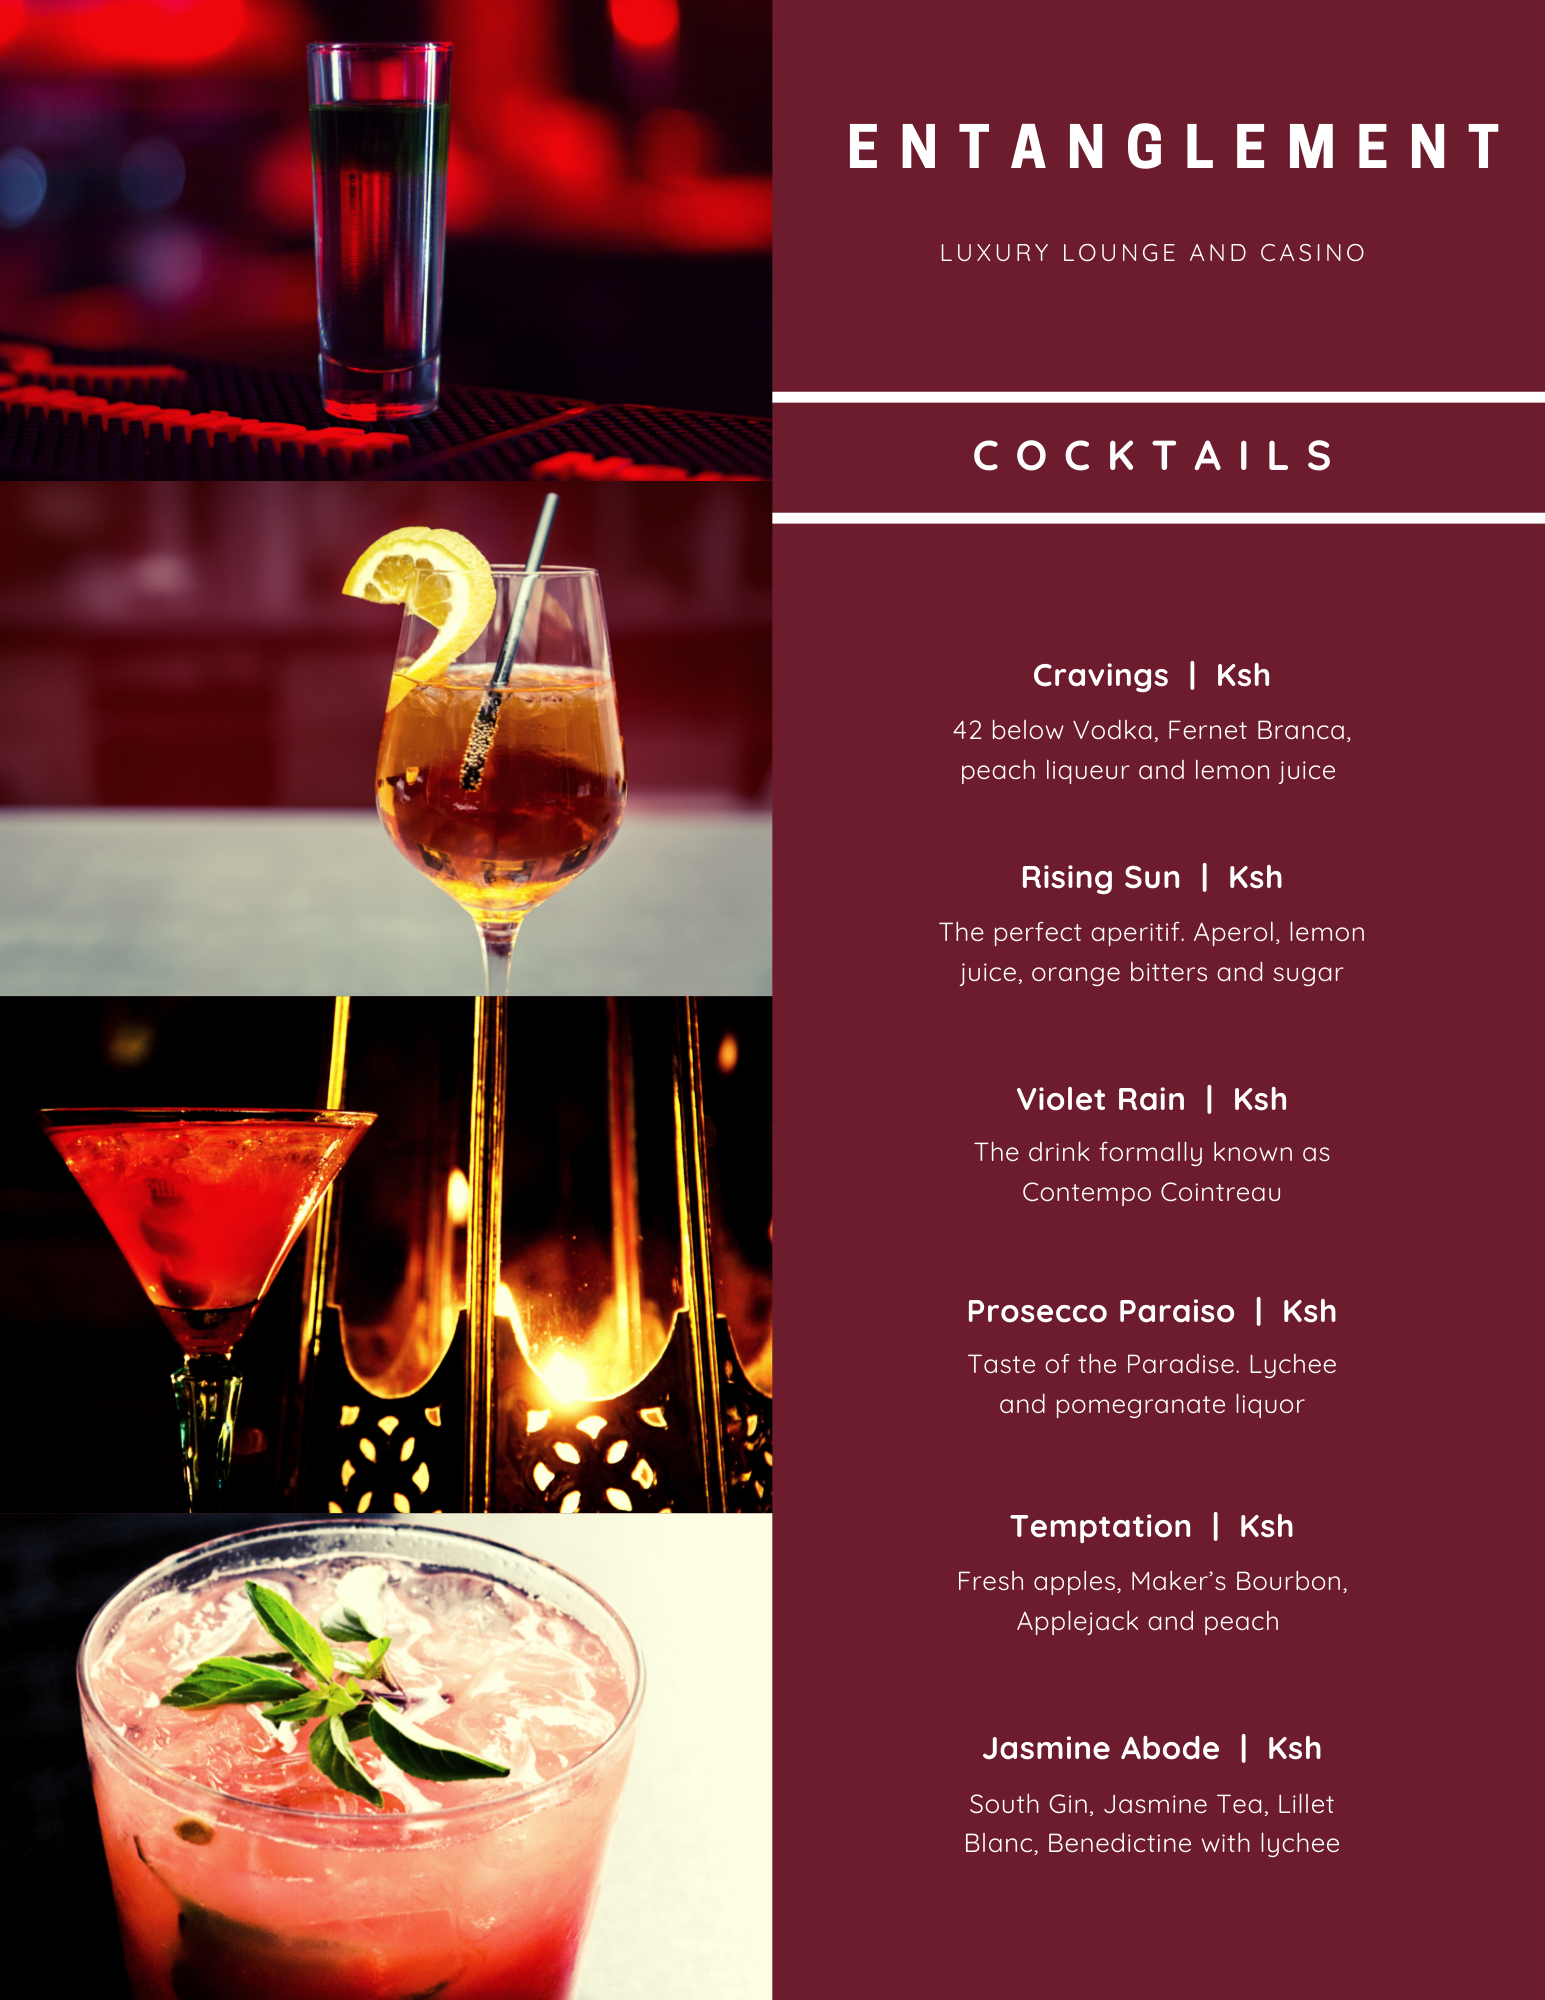 ENTANGLEMENT
LUXURY LOUNGE AND CASINO
COCKTAILS
Cravings | Ksh
42 below Vodka, Fernet Branca,
peach liqueur and lemon juice
Rising Sun | Ksh
The perfect aperitif. Aperol, lemon
juice, orange bitters and sugar
Violet Rain | Ksh
The drink formally known as
Contempo Cointreau
Prosecco Paraiso | Ksh
Taste of the Paradise. Lychee
and pomegranate liquor
Temptation | Ksh
Fresh apples, Maker’s Bourbon,
Applejack and peach
Jasmine Abode | Ksh
South Gin, Jasmine Tea, Lillet
Blanc, Benedictine with lychee